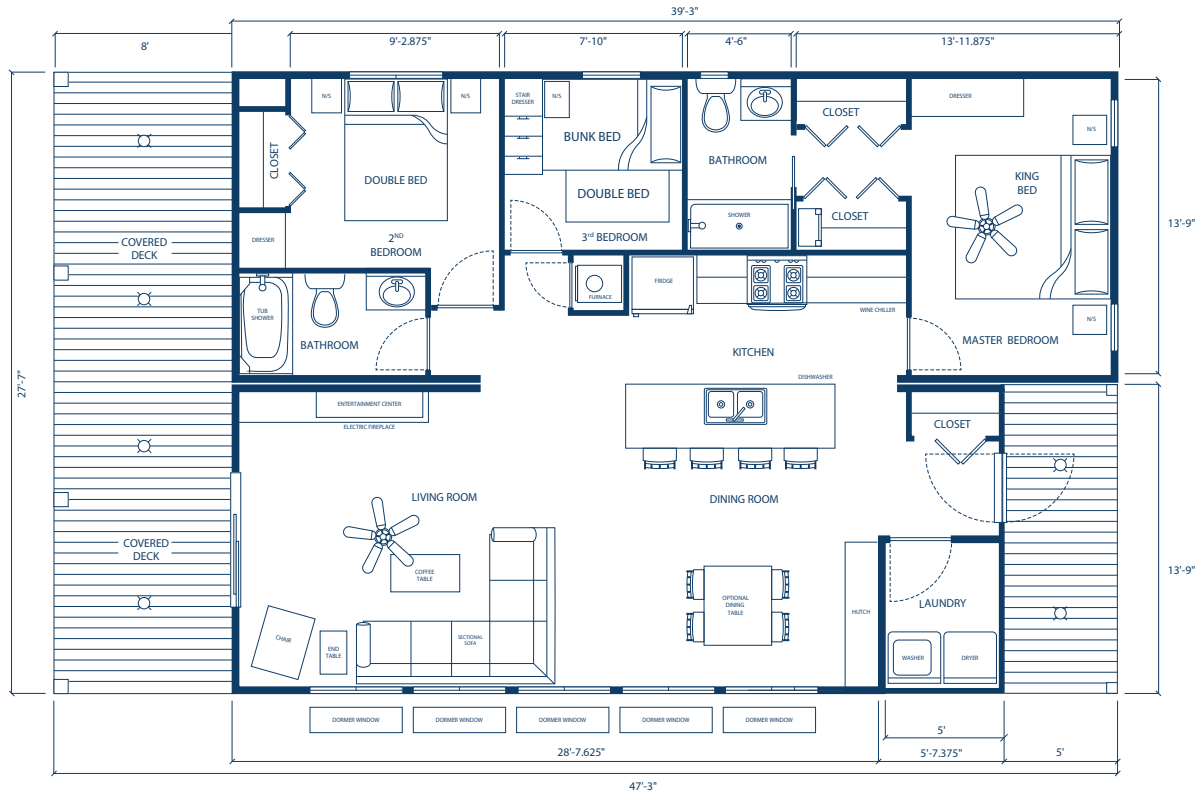 39'-3"
8'
9'-2.875"
7'-10"
4'-6"
13'-11.875"
N/S
N/S
STAIR
DRESSER
N/S
DRESSER
CLOSET
N/S
BUNK BED
BATHROOM
CLOSET
DOUBLE BED
KING
BED
DOUBLE BED
SHOWER
CLOSET
13'-9"
COVERED
DECK
DRESSER
2ND
BEDROOM
3rd BEDROOM
FRIDGE
FURNACE
TUB
SHOWER
WINE CHILLER
N/S
BATHROOM
MASTER BEDROOM
KITCHEN
27'-7"
DISHWASHER
ENTERTAINMENT CENTER
ELECTRIC FIREPLACE
CLOSET
LIVING ROOM
DINING ROOM
COVERED
DECK
13'-9"
COFFEE
TABLE
OPTIONAL
DINING
TABLE
HUTCH
LAUNDRY
CHAIR
END
TABLE
SECTIONAL
SOFA
WASHER
DRYER
DORMER WINDOW
DORMER WINDOW
DORMER WINDOW
DORMER WINDOW
DORMER WINDOW
5'
28'-7.625"
5'-7.375"
5'
47'-3"